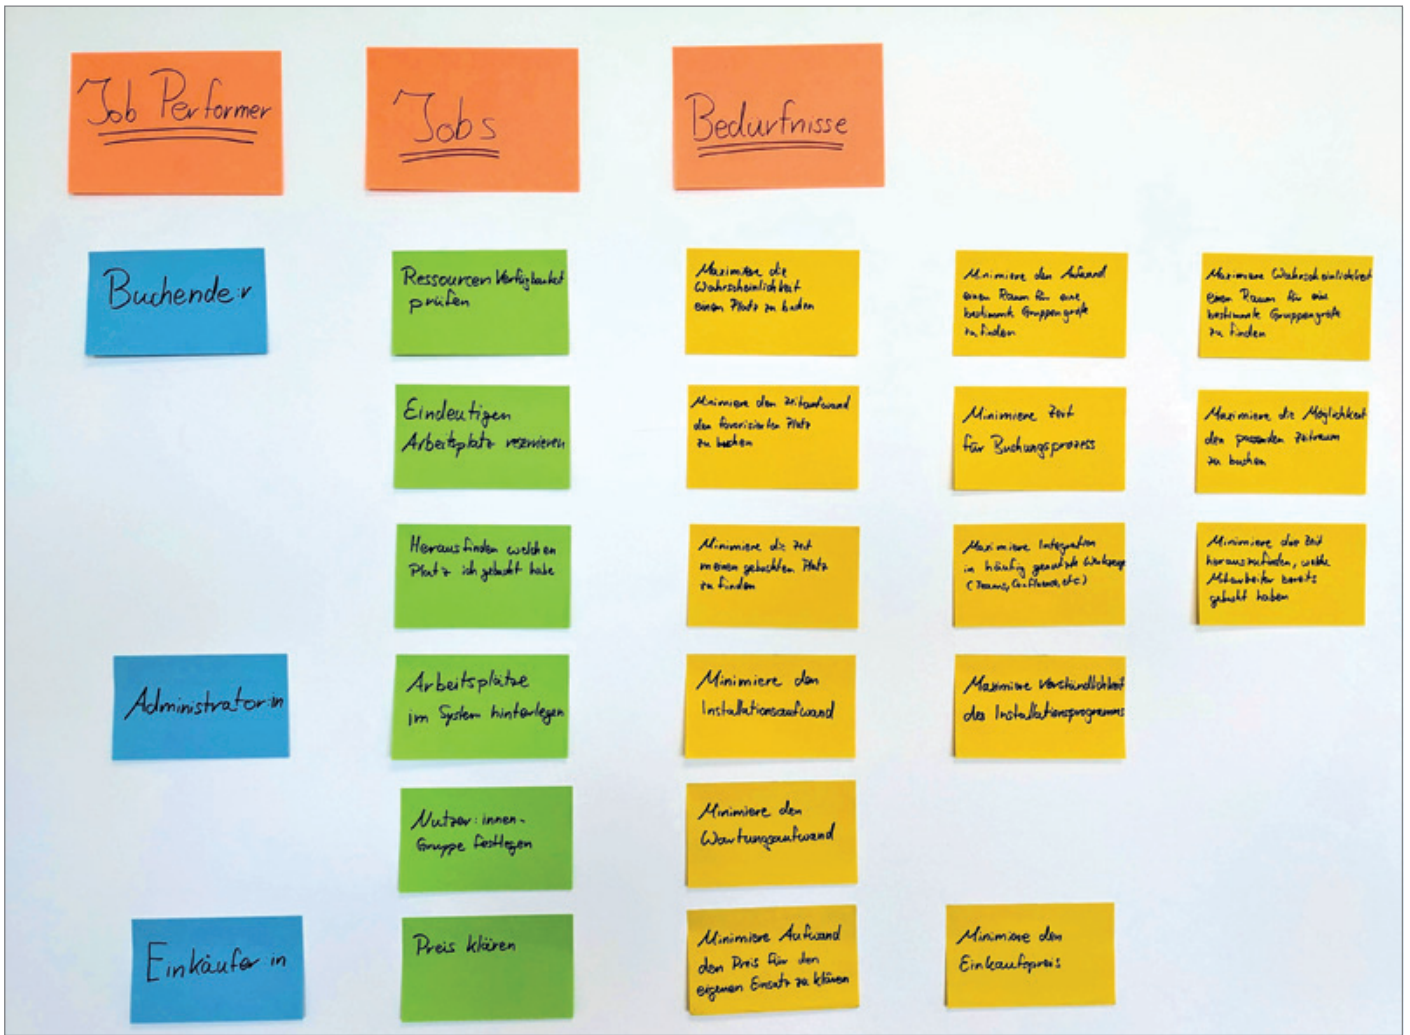 Job Performer
Jobs
Bedürfnisse
Buchende:r
Ressourcen Verfügbarkeit
prüfen
Maximiere die
Wahrscheinlichkeit
einen Platz zu buchen
Minimiere den Aufwand
einen Raum für eine
bestimmte Gruppengröße
zu finden
Maximiere Wahrscheinlichkeit
einen Raum für eine
bestimmte Gruppengröße
zu finden
Eindeutigen
Arbeitsplatz reservieren
Minimiere den Zeitaufwand
den favorisierten Platz
zu buchen
Minimiere Zeit
für Buchungsprozess
Maximiere die Möglichkeit
den passenden Zeitraum
zu buchen
Herausfinden welchen
Platz ich gebucht habe
Minimiere die Zeit
meinen gebuchten Platz
zu finden
Maximiere Integration
in häufig genutzte Werkzeuge
(Teams, Confluence, etc)
Minimiere die Zeit
herauszufinden, welche
Mitarbeiter bereits
gebucht haben
Administrator:in
Arbeitsplätze
im System hinterlegen
Minimiere den
Installationsaufwand
Maximiere Verständlichkeit
des Installationsprogramms
Nutzer:innen-
Gruppe festlegen
Minimiere den
Wartungsaufwand
Einkäufer in
Preis klären
Minimiere Aufwand
den Preis für den
eigenen Einsatz zu klären
Minimiere den
Einkaufspreis